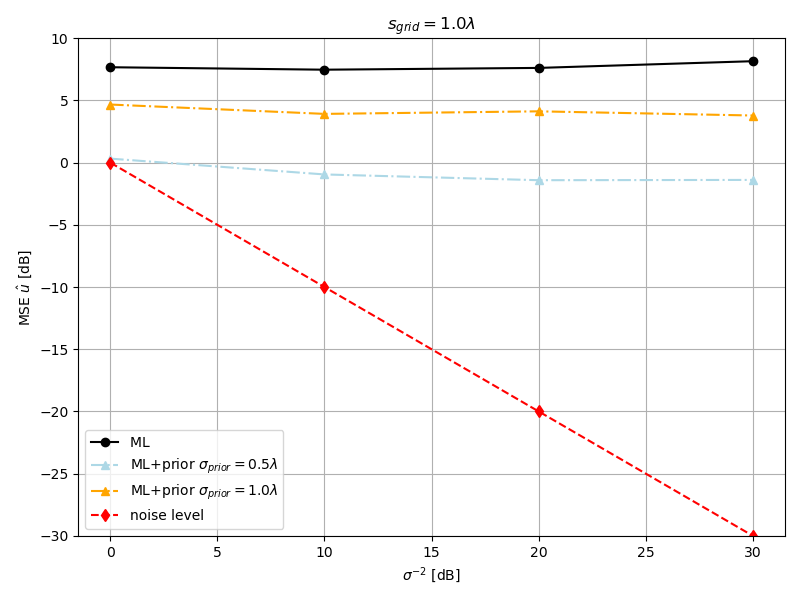 s_grid = 1.0λ
MSE û [dB]
10
5
0
−5
−10
−15
−20
−25
−30
ML
ML+prior σ_prior = 0.5λ
ML+prior σ_prior = 1.0λ
noise level
0 5 10 15 20 25 30
σ⁻² [dB]